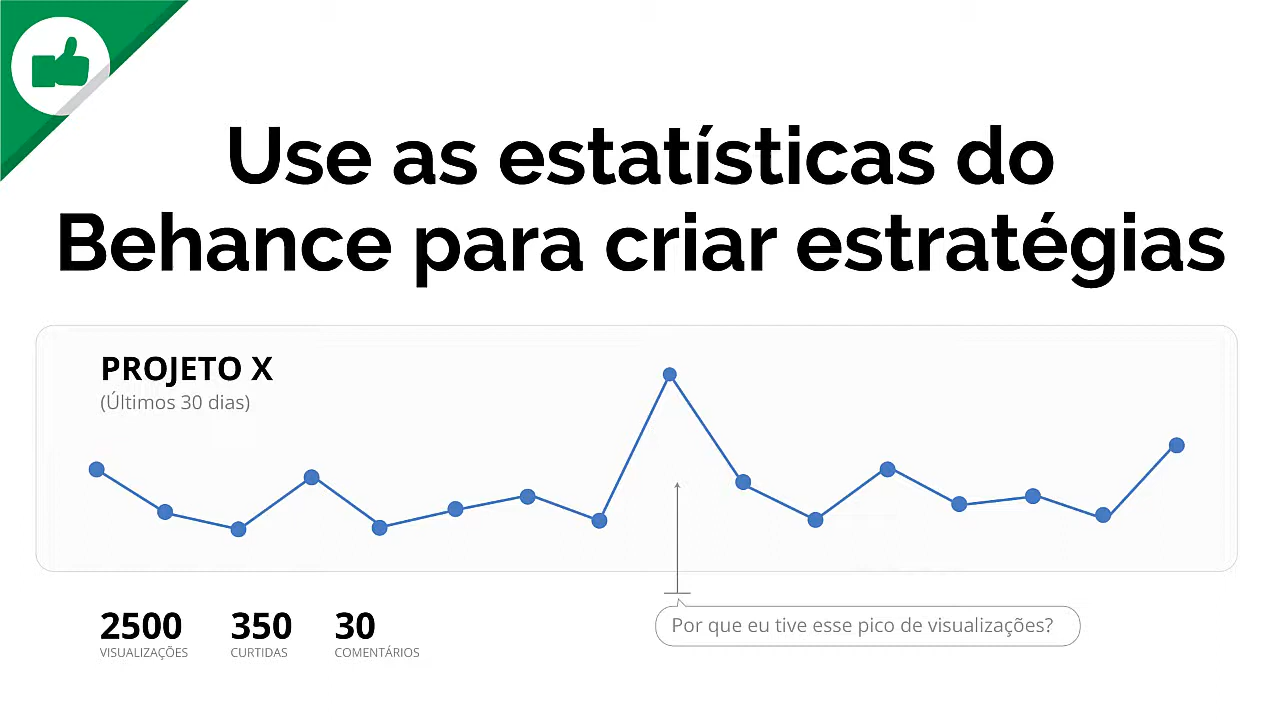 Use as estatísticas do
Behance para criar estratégias
PROJETO X
(Últimos 30 dias)
2500
VISUALIZAÇÕES
350
CURTIDAS
30
COMENTÁRIOS
Por que eu tive esse pico de visualizações?